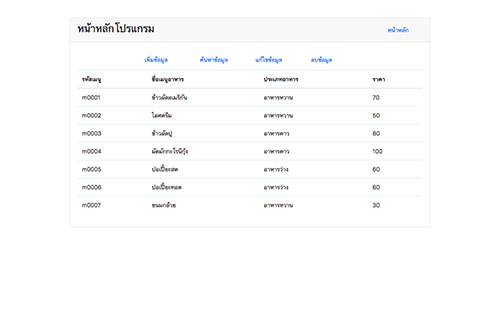 หน้าหลักโปรแกรม หน้าหลัก
เพิ่มข้อมูล ค้นหาข้อมูล แก้ไขข้อมูล ลบข้อมูล
รหัสเมนู ชื่อเมนูอาหาร ประเภทอาหาร ราคา
m0001 ข้าวผัดอเมริกัน อาหารหวาน 70
m0002 ไอศครีม อาหารหวาน 50
m0003 ข้าวผัดปู อาหารคาว 80
m0004 ผัดมักกะโรนีกุ้ง อาหารคาว 100
m0005 ปอเปี๊ยะสด อาหารว่าง 60
m0006 ปอเปี๊ยะทอด อาหารว่าง 60
m0007 ขนมกล้วย อาหารหวาน 30